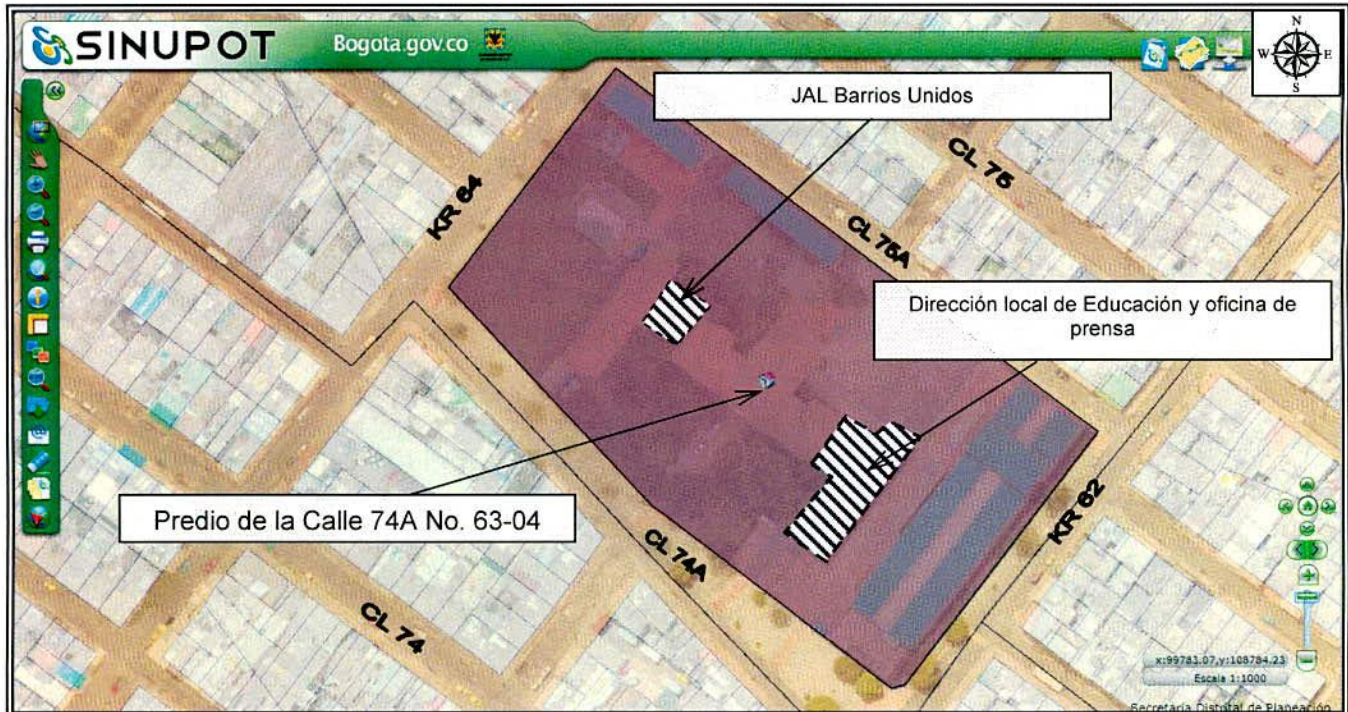 SINUPOT
Bogota.gov.co
N
W E
S
JAL Barrios Unidos
CL 75
KR 64
CL 75A
Dirección local de Educación y oficina de
prensa
Predio de la Calle 74A No. 63-04
KR 62
CL 74A
CL 74
x:99783.07,y:108784.23
Escala 1:1000
Secretaría Distrital de Planeación